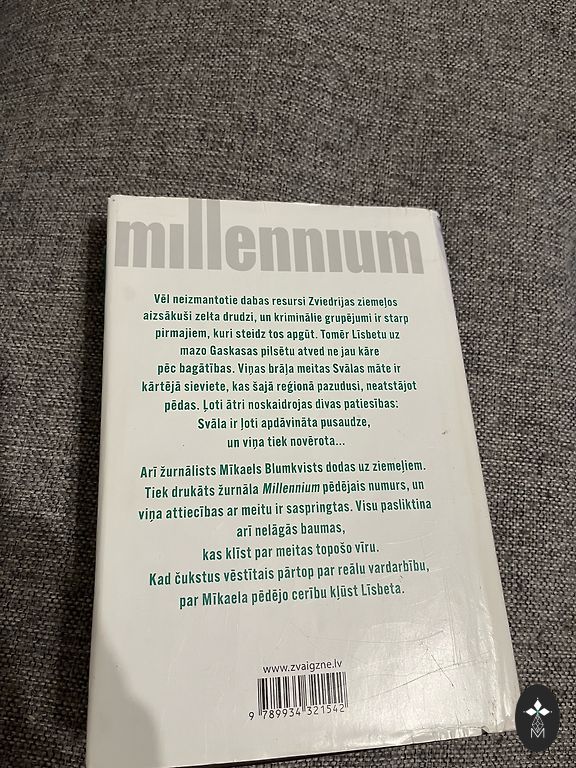 millennium
Vēl neizmantotie dabas resursi Zviedrijas ziemeļos
aizsākuši zelta drudzi, un kriminālie grupējumi ir starp
pirmajiem, kuri steidz tos apgūt. Tomēr Līsbetu uz
mazo Gaskasas pilsētu atved ne jau kāre
pēc bagātības. Viņas brāļa meitas Svālas māte ir
kārtējā sieviete, kas šajā reģionā pazudusi, neatstājot
pēdas. Ļoti ātri noskaidrojas divas patiesības:
Svāla ir ļoti apdāvināta pusaudze,
un viņa tiek novērota...
Arī žurnālists Mīkaels Blumkvists dodas uz ziemeļiem.
Tiek drukāts žurnāla Millennium pēdējais numurs, un
viņa attiecības ar meitu ir saspringtas. Visu pasliktina
arī nelāgās baumas,
kas klīst par meitas topošo vīru.
Kad čukstus vēstītais pārtop par reālu vardarbību,
par Mīkaela pēdējo cerību kļūst Līsbeta.
www.zvaigzne.lv
9 789934 321542
M